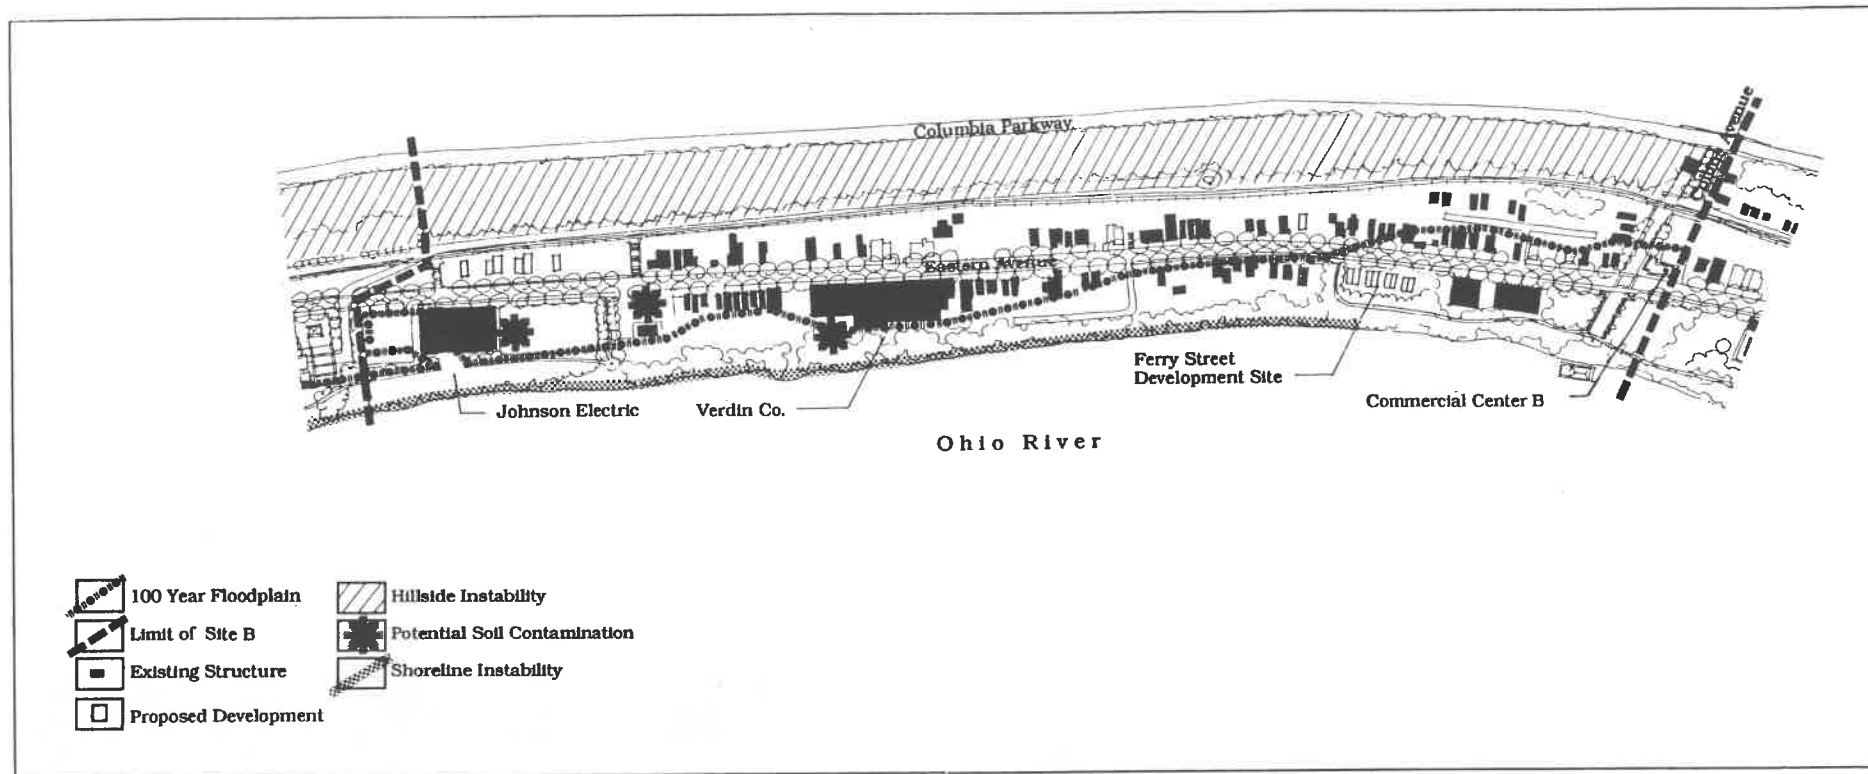 Columbia Parkway
Avenue
Eastern Avenue
Ferry Street
Development Site
Johnson Electric
Verdin Co.
Commercial Center B
Ohio River
100 Year Floodplain
Hillside Instability
Limit of Site B
Potential Soil Contamination
Existing Structure
Shoreline Instability
Proposed Development